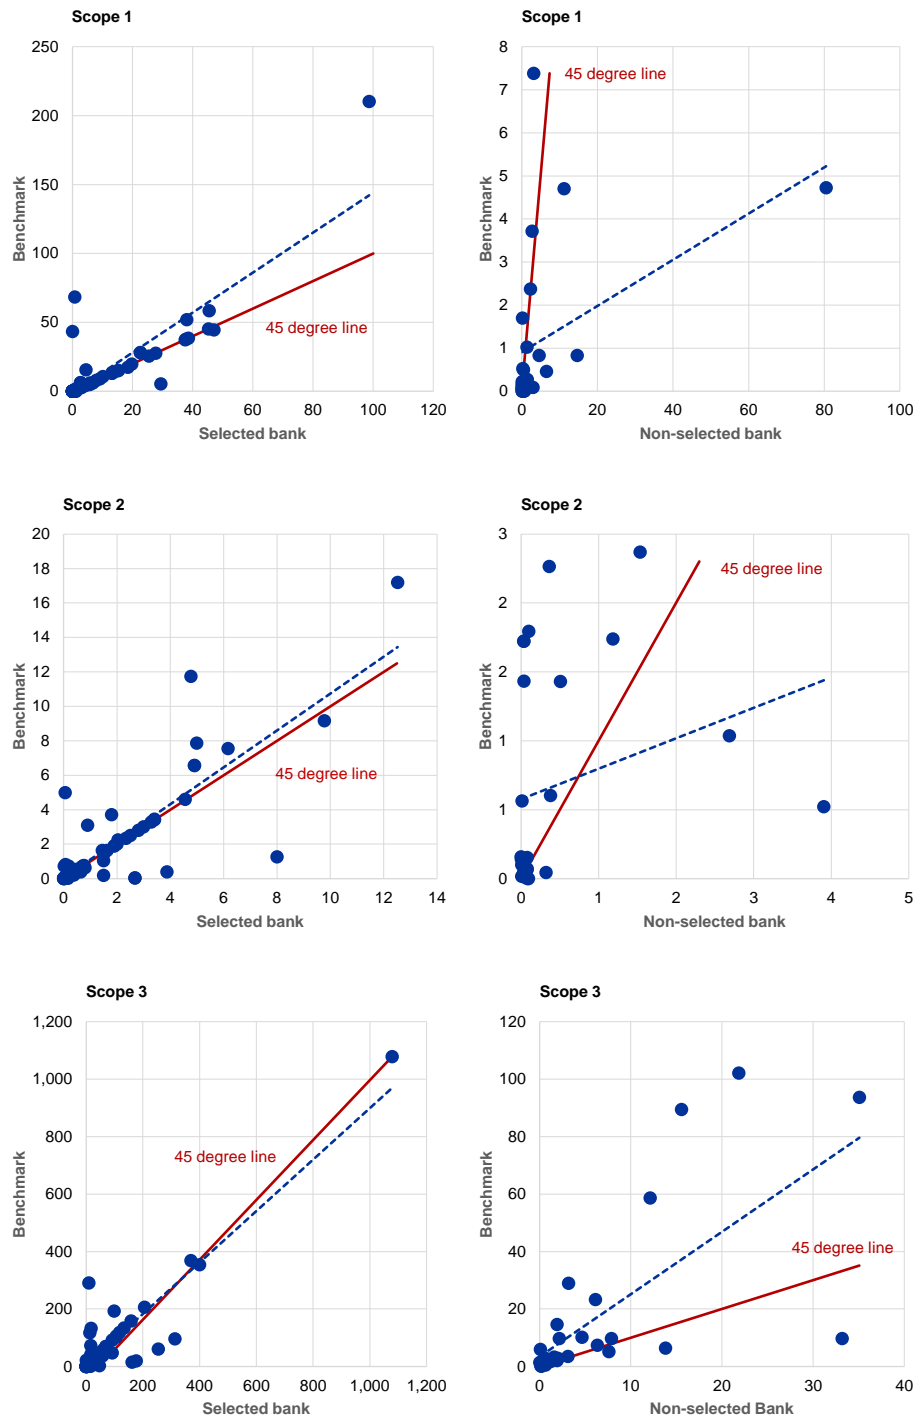 Scope 1
250
200
150
100
50
0
Benchmark
45 degree line
0 20 40 60 80 100 120
Selected bank
Scope 1
8
7
6
5
4
3
2
1
0
Benchmark
45 degree line
0 20 40 60 80 100
Non-selected bank
Scope 2
20
18
16
14
12
10
8
6
4
2
0
Benchmark
45 degree line
0 2 4 6 8 10 12 14
Selected bank
Scope 2
3
2
2
1
1
0
Benchmark
45 degree line
0 1 2 3 4 5
Non-selected bank
Scope 3
1,200
1,000
800
600
400
200
0
Benchmark
45 degree line
0 200 400 600 800 1,000 1,200
Selected bank
Scope 3
120
100
80
60
40
20
0
Benchmark
45 degree line
0 10 20 30 40
Non-selected Bank